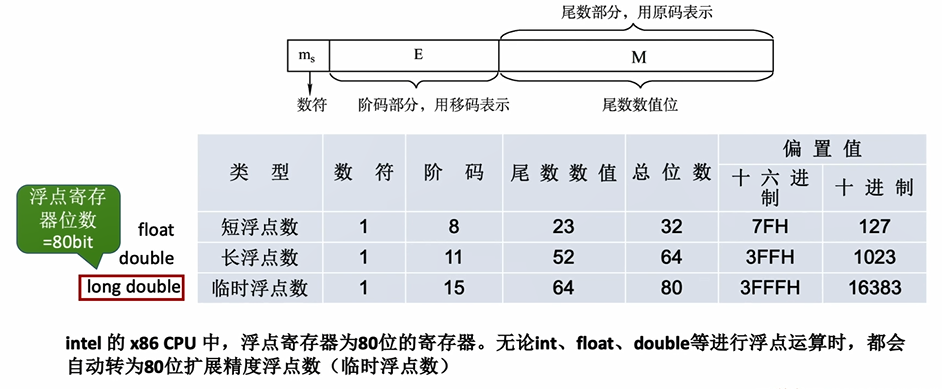 尾数部分，用原码表示
ms E M
数符 阶码部分，用移码表示 尾数数值位
类 型 数 符 阶 码 尾数数值 总位数 偏置值
十六进制 十进制
浮点寄存
器位数
=80bit
float 短浮点数 1 8 23 32 7FH 127
double 长浮点数 1 11 52 64 3FFH 1023
long double 临时浮点数 1 15 64 80 3FFFH 16383
intel 的 x86 CPU 中，浮点寄存器为80位的寄存器。无论int、float、double等进行浮点运算时，都会
自动转为80位扩展精度浮点数（临时浮点数）